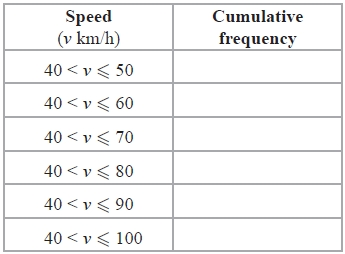 Speed Cumulative
(v km/h) frequency
40 < v ⩽ 50
40 < v ⩽ 60
40 < v ⩽ 70
40 < v ⩽ 80
40 < v ⩽ 90
40 < v ⩽ 100